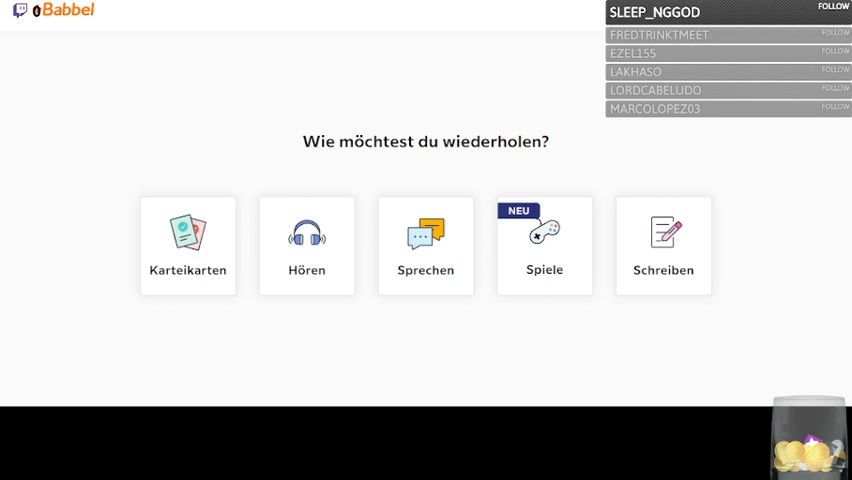 Babbel
SLEEP_NGGOD FOLLOW
FREDTRINKTMEET FOLLOW
EZEL155 FOLLOW
LAKHASO FOLLOW
LORDCABELUDO FOLLOW
MARCOLOPEZ03 FOLLOW
Wie möchtest du wiederholen?
NEU
Karteikarten
Hören
Sprechen
Spiele
Schreiben